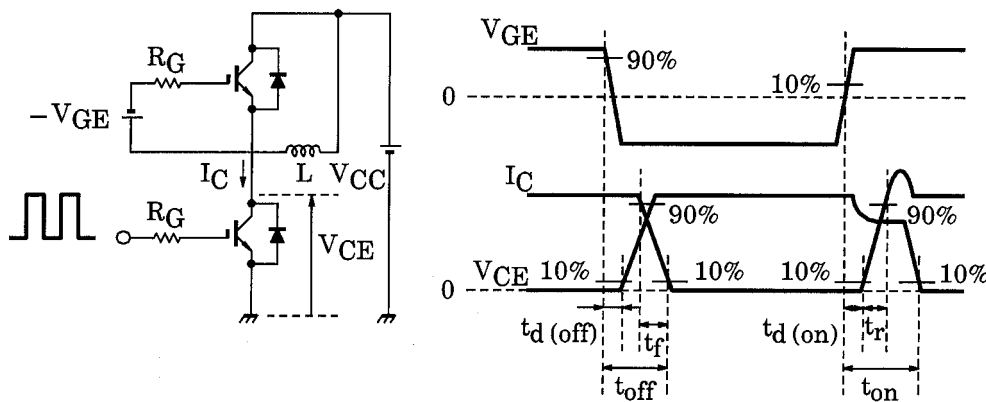 R_G
−V_GE
I_C
L
V_CC
R_G
V_CE
V_GE
90%
10%
0
I_C
90%
90%
V_CE
10%
10%
10%
10%
0
t_d (off)
t_f
t_d (on)
t_r
t_off
t_on